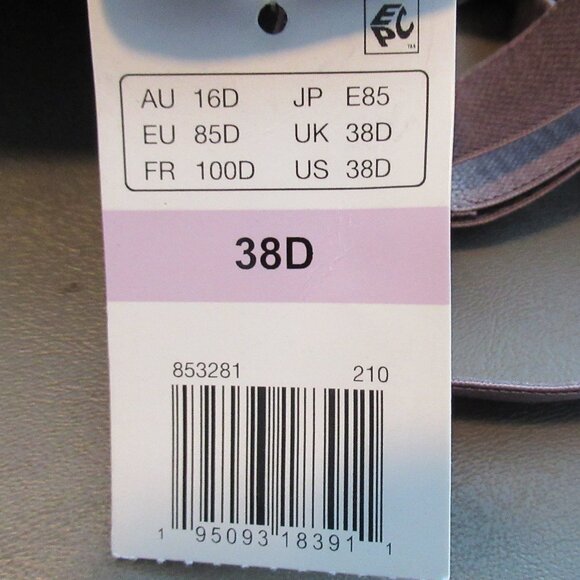 EPC
AU 16D JP E85
EU 85D UK 38D
FR 100D US 38D
38D
853281 210
1 95093 18391 1